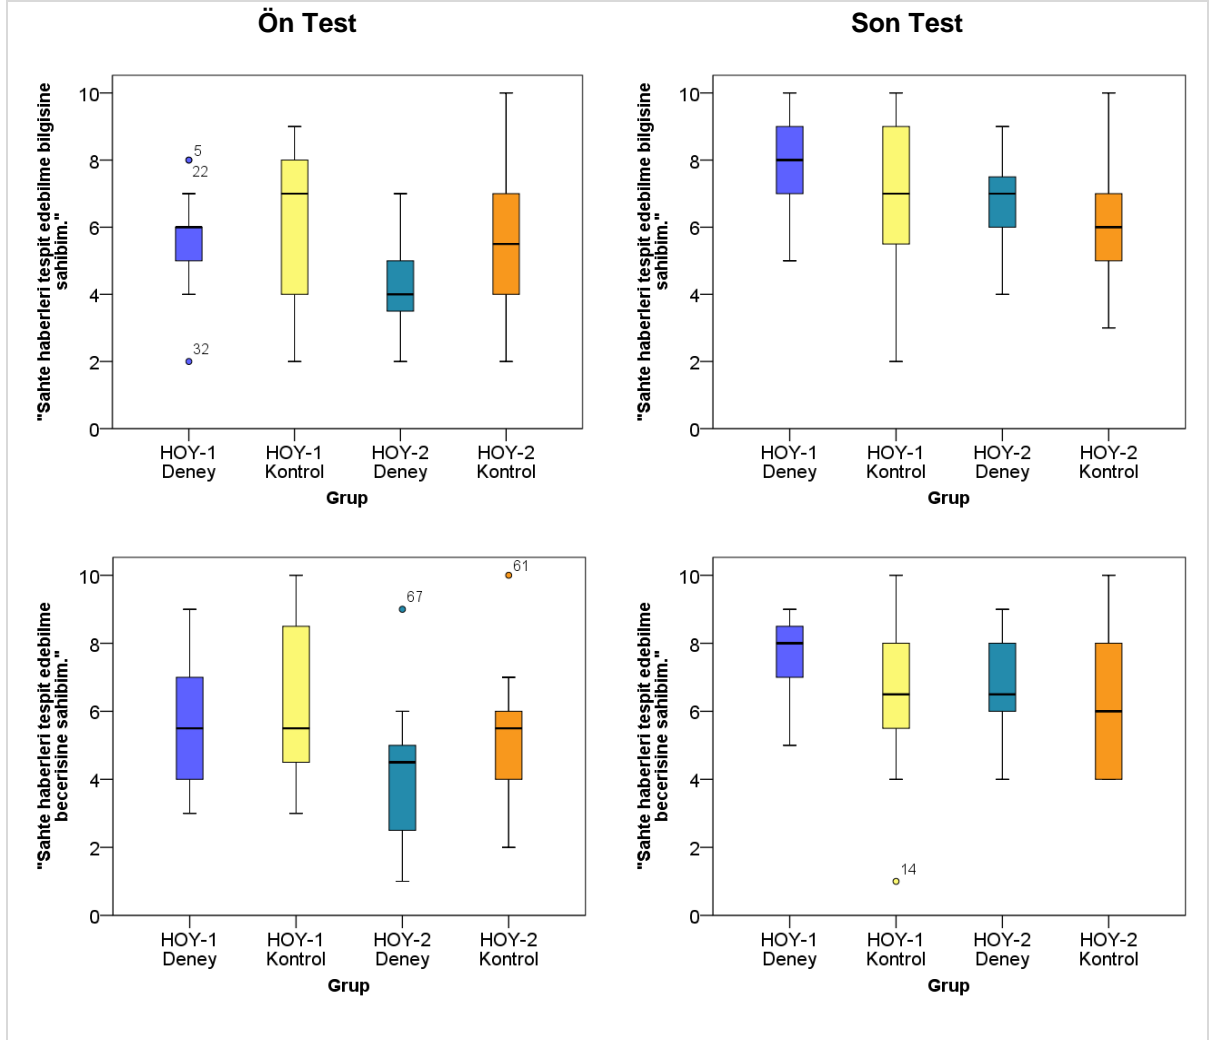 Ön Test
Son Test
"Sahte haberleri tespit edebilme bilgisine
sahibim."
10
8
6
4
2
0
5
22
32
HOY-1
Deney
HOY-1
Kontrol
HOY-2
Deney
HOY-2
Kontrol
Grup
"Sahte haberleri tespit edebilme bilgisine
sahibim."
10
8
6
4
2
0
HOY-1
Deney
HOY-1
Kontrol
HOY-2
Deney
HOY-2
Kontrol
Grup
"Sahte haberleri tespit edebilme
becerisine sahibim."
10
8
6
4
2
0
67
61
HOY-1
Deney
HOY-1
Kontrol
HOY-2
Deney
HOY-2
Kontrol
Grup
"Sahte haberleri tespit edebilme
becerisine sahibim."
10
8
6
4
2
0
14
HOY-1
Deney
HOY-1
Kontrol
HOY-2
Deney
HOY-2
Kontrol
Grup